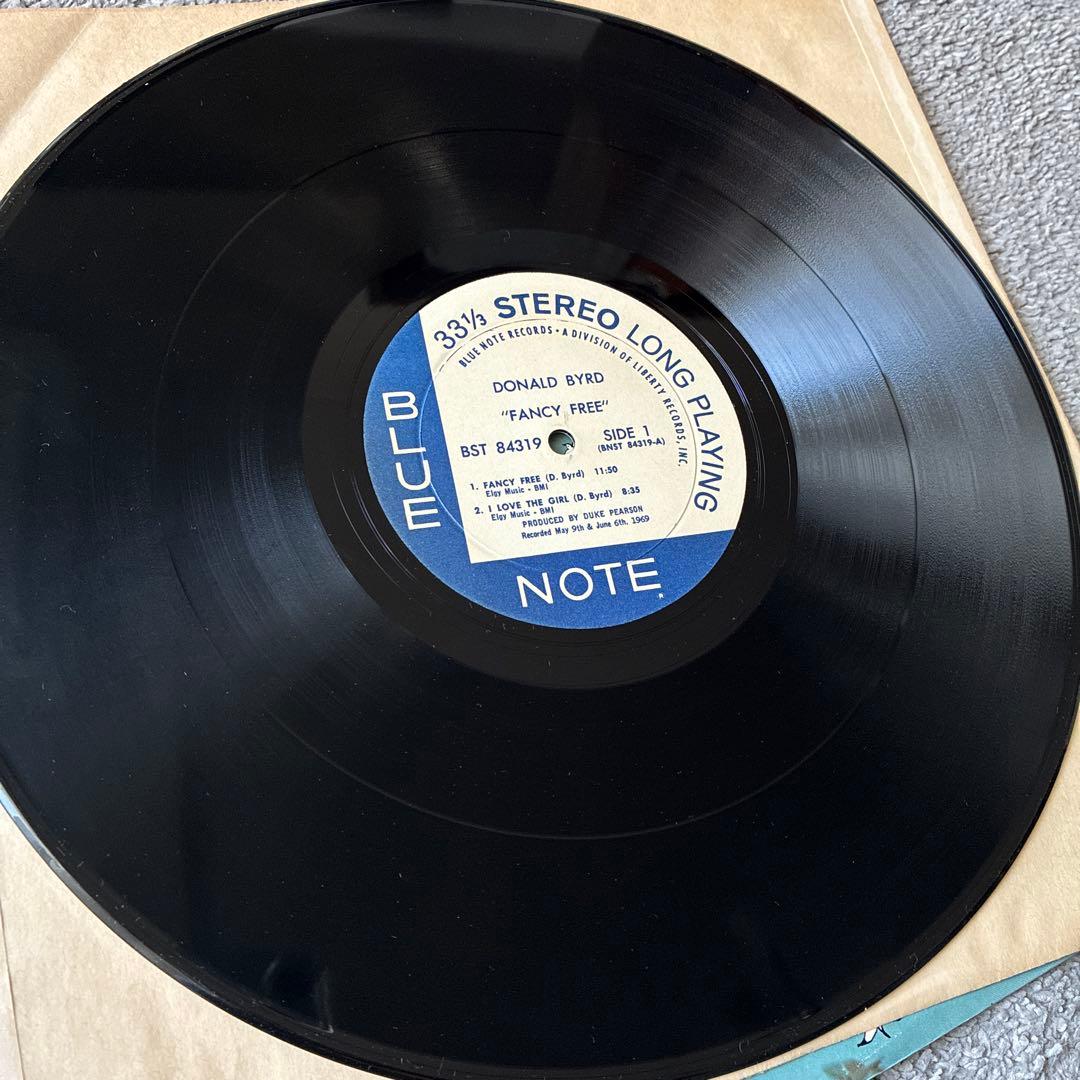 33⅓ STEREO LONG PLAYING
BLUE NOTE RECORDS • A DIVISION OF LIBERTY RECORDS, INC.
DONALD BYRD
"FANCY FREE"
BST 84319
SIDE 1
(BNST 84319-A)
1. FANCY FREE (D. Byrd) 11:50
Elgy Music - BMI
2. I LOVE THE GIRL (D. Byrd) 8:35
Elgy Music - BMI
PRODUCED BY DUKE PEARSON
Recorded May 9th & June 6th, 1969
BLUE
NOTE
R